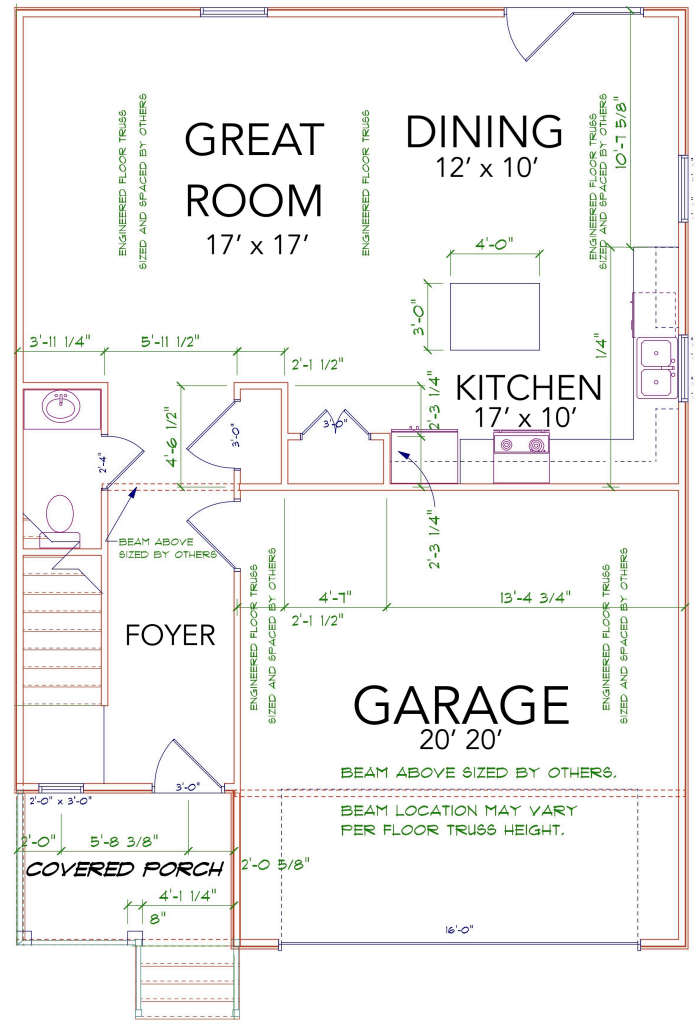 GREAT
ROOM
17' x 17'
DINING
12' x 10'
10'-7 5/8"
ENGINEERED FLOOR TRUSS
SIZED AND SPACED BY OTHERS
ENGINEERED FLOOR TRUSS
ENGINEERED FLOOR TRUSS
SIZED AND SPACED BY OTHERS
4'-0"
3'-0"
3'-11 1/4"
5'-11 1/2"
2'-1 1/2"
1/4"
KITCHEN
17' x 10'
2'-3 1/4"
4'-6 1/2"
3'-0"
3'-0"
2'-4"
2'-3 1/4"
BEAM ABOVE
SIZED BY OTHERS
ENGINEERED FLOOR TRUSS
SIZED AND SPACED BY OTHERS
4'-7"
13'-4 3/4"
2'-1 1/2"
ENGINEERED FLOOR TRUSS
SIZED AND SPACED BY OTHERS
FOYER
GARAGE
20' 20'
BEAM ABOVE SIZED BY OTHERS.
BEAM LOCATION MAY VARY
PER FLOOR TRUSS HEIGHT.
3'-0"
2'-0" x 3'-0"
2'-0"
5'-8 3/8"
2'-0 5/8"
COVERED PORCH
4'-1 1/4"
8"
16'-0"